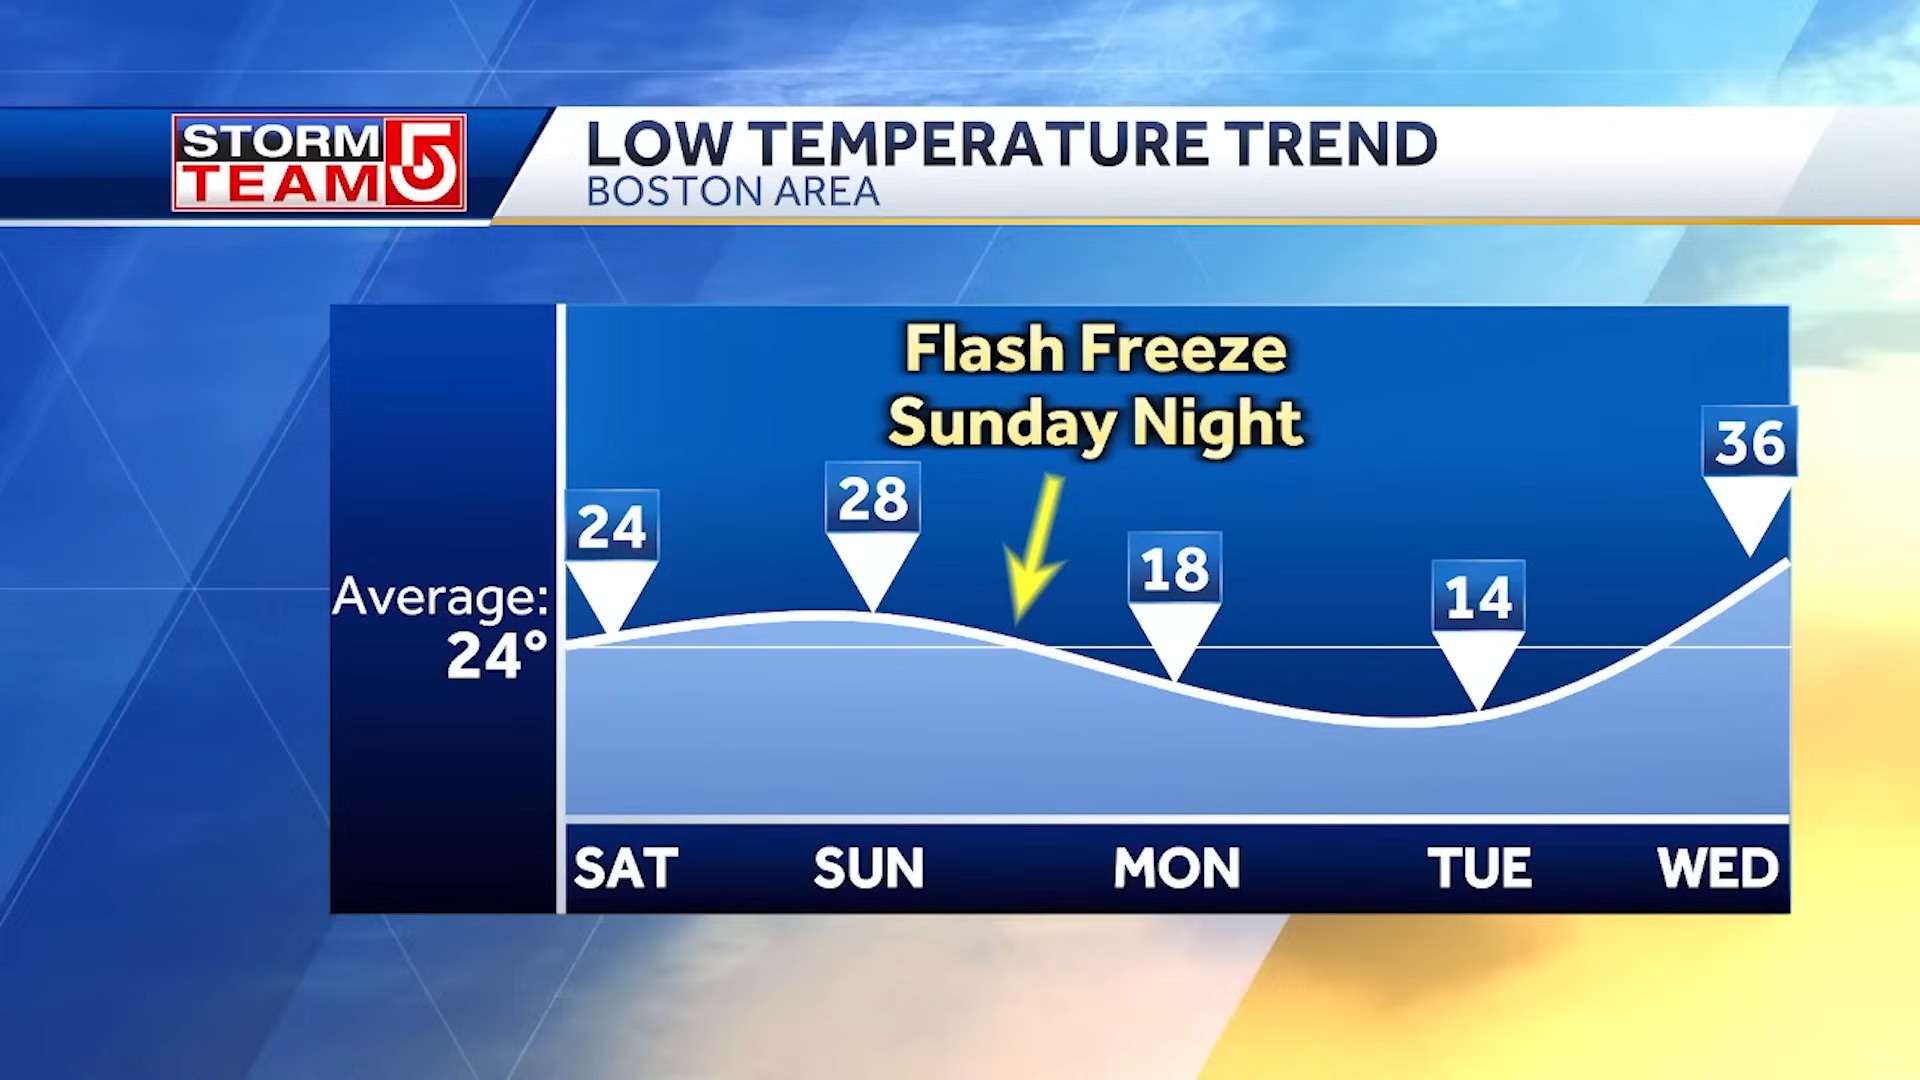 STORM
TEAM 5
LOW TEMPERATURE TREND
BOSTON AREA
Flash Freeze
Sunday Night
24
28
18
14
36
Average:
24°
SAT
SUN
MON
TUE
WED